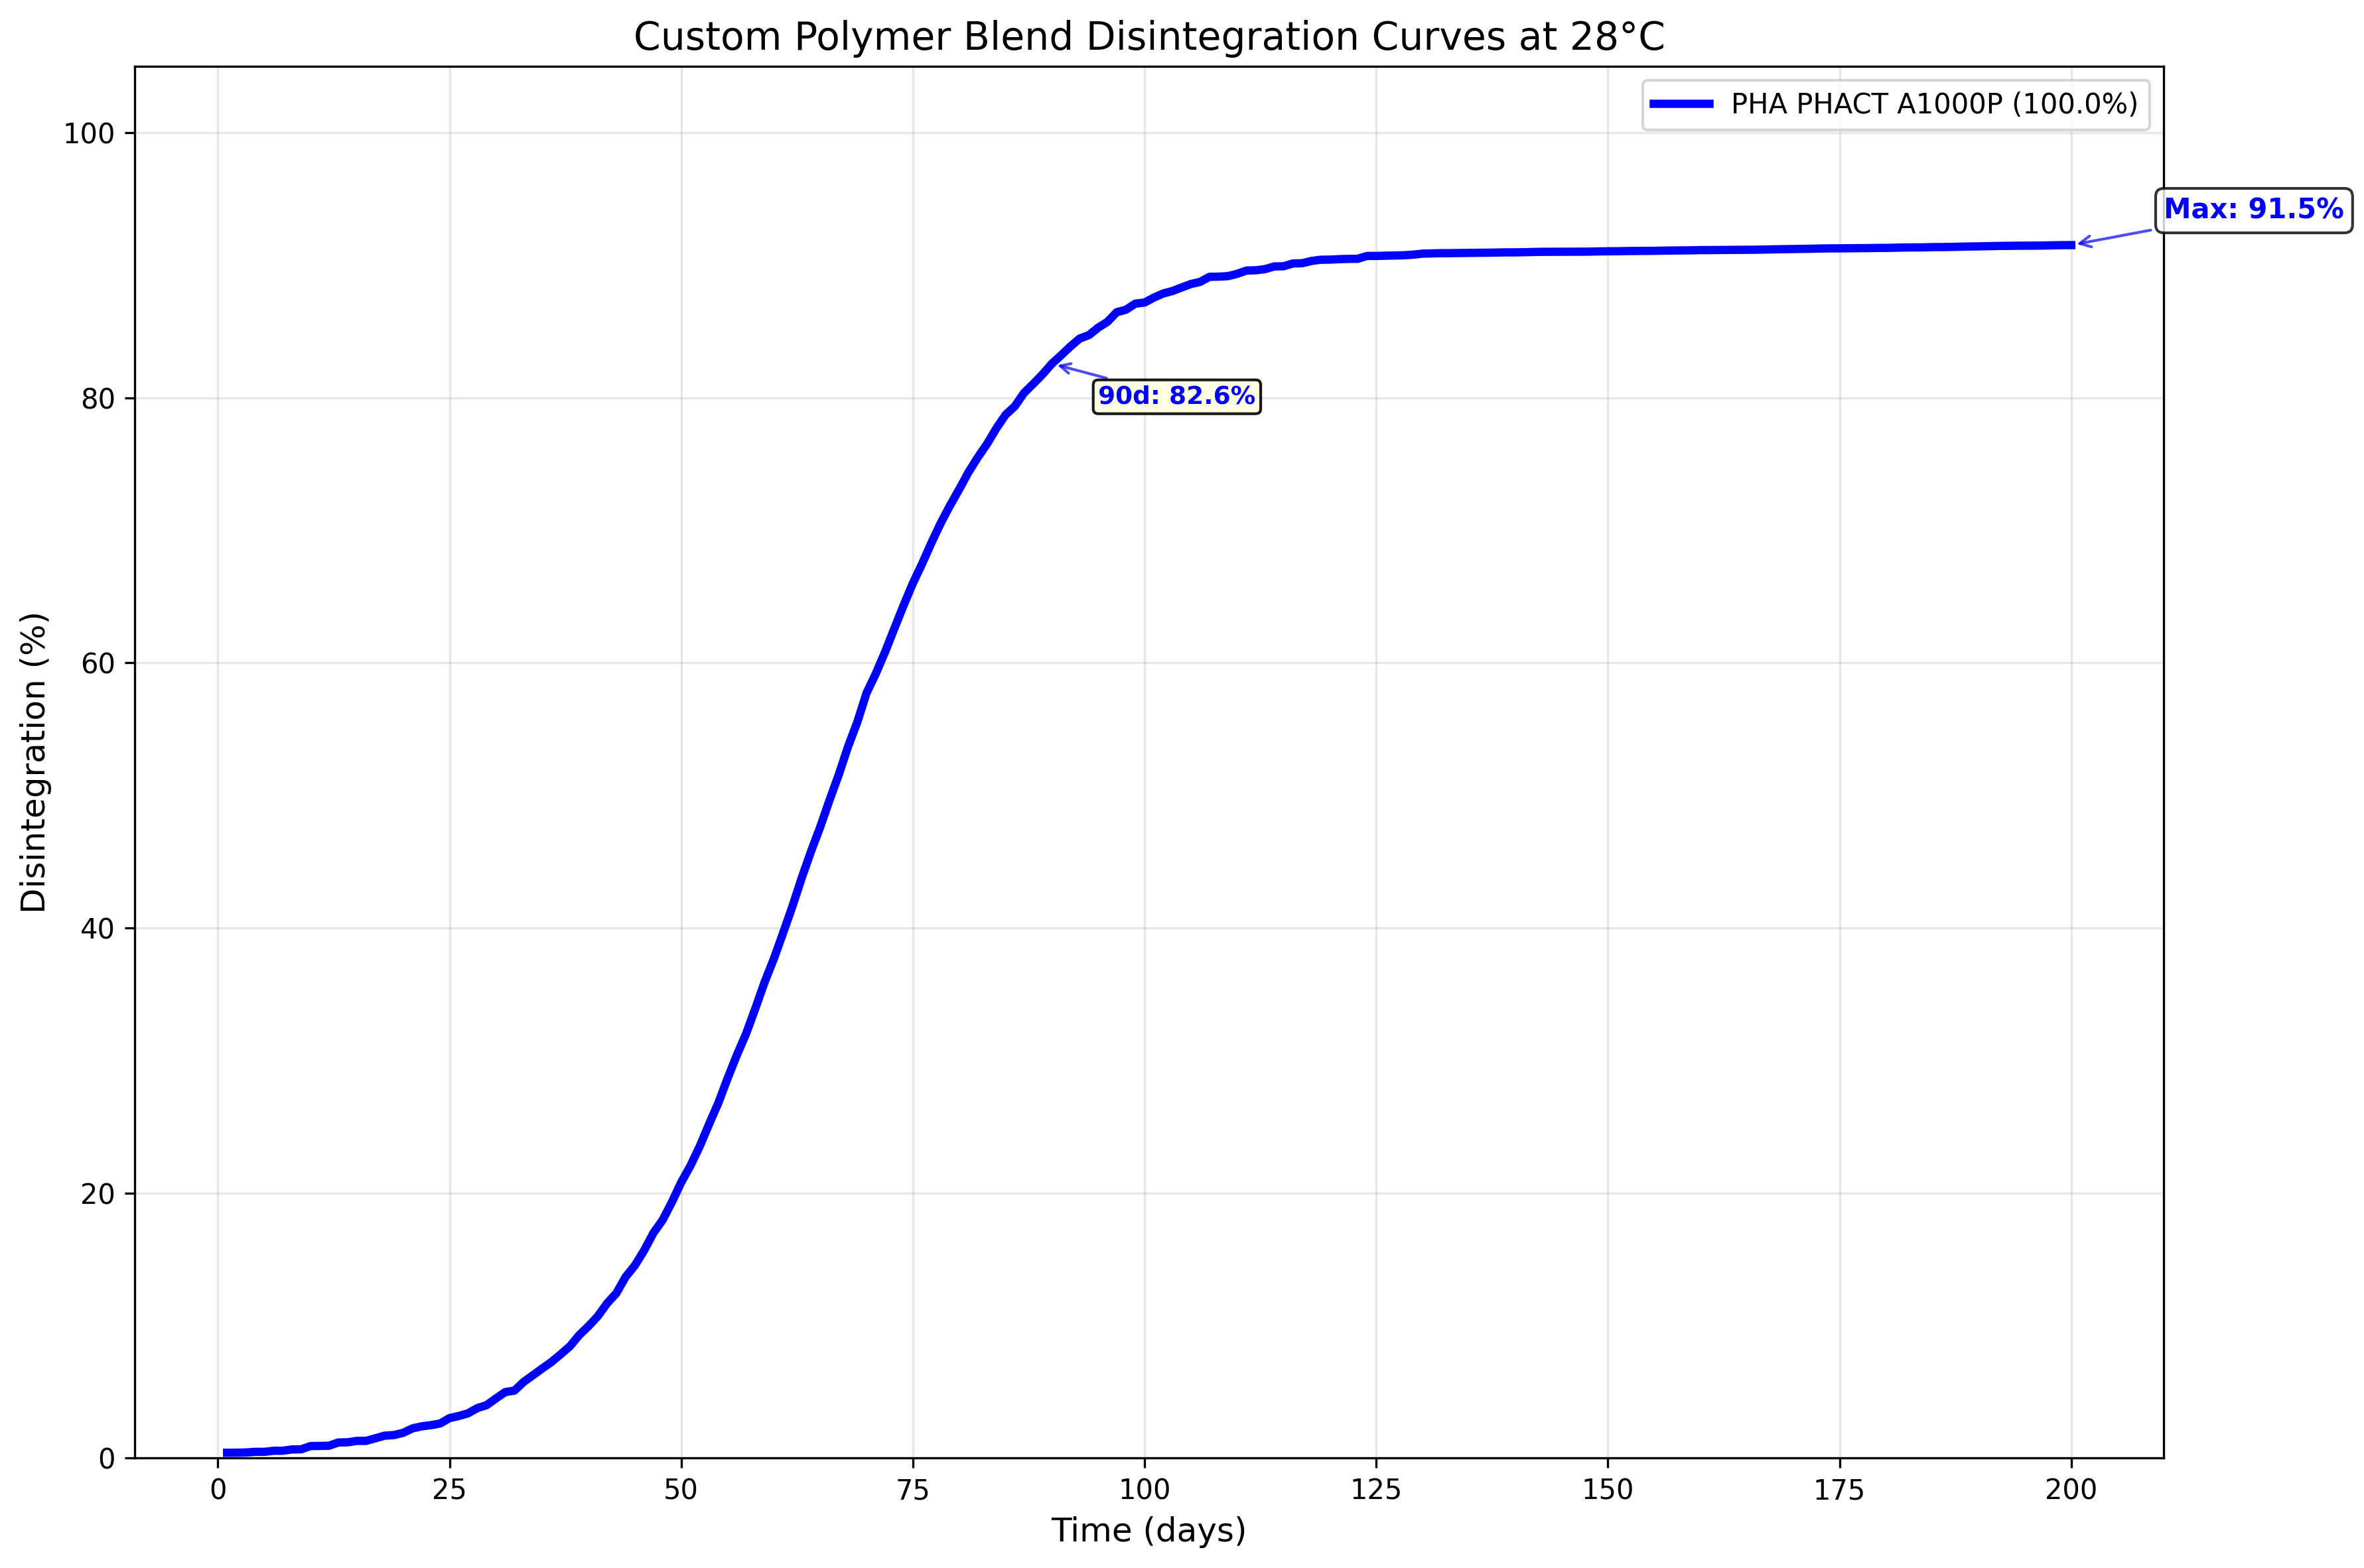 Custom Polymer Blend Disintegration Curves at 28°C
PHA PHACT A1000P (100.0%)
Max: 91.5%
90d: 82.6%
Disintegration (%)
100
80
60
40
20
0
0 25 50 75 100 125 150 175 200
Time (days)